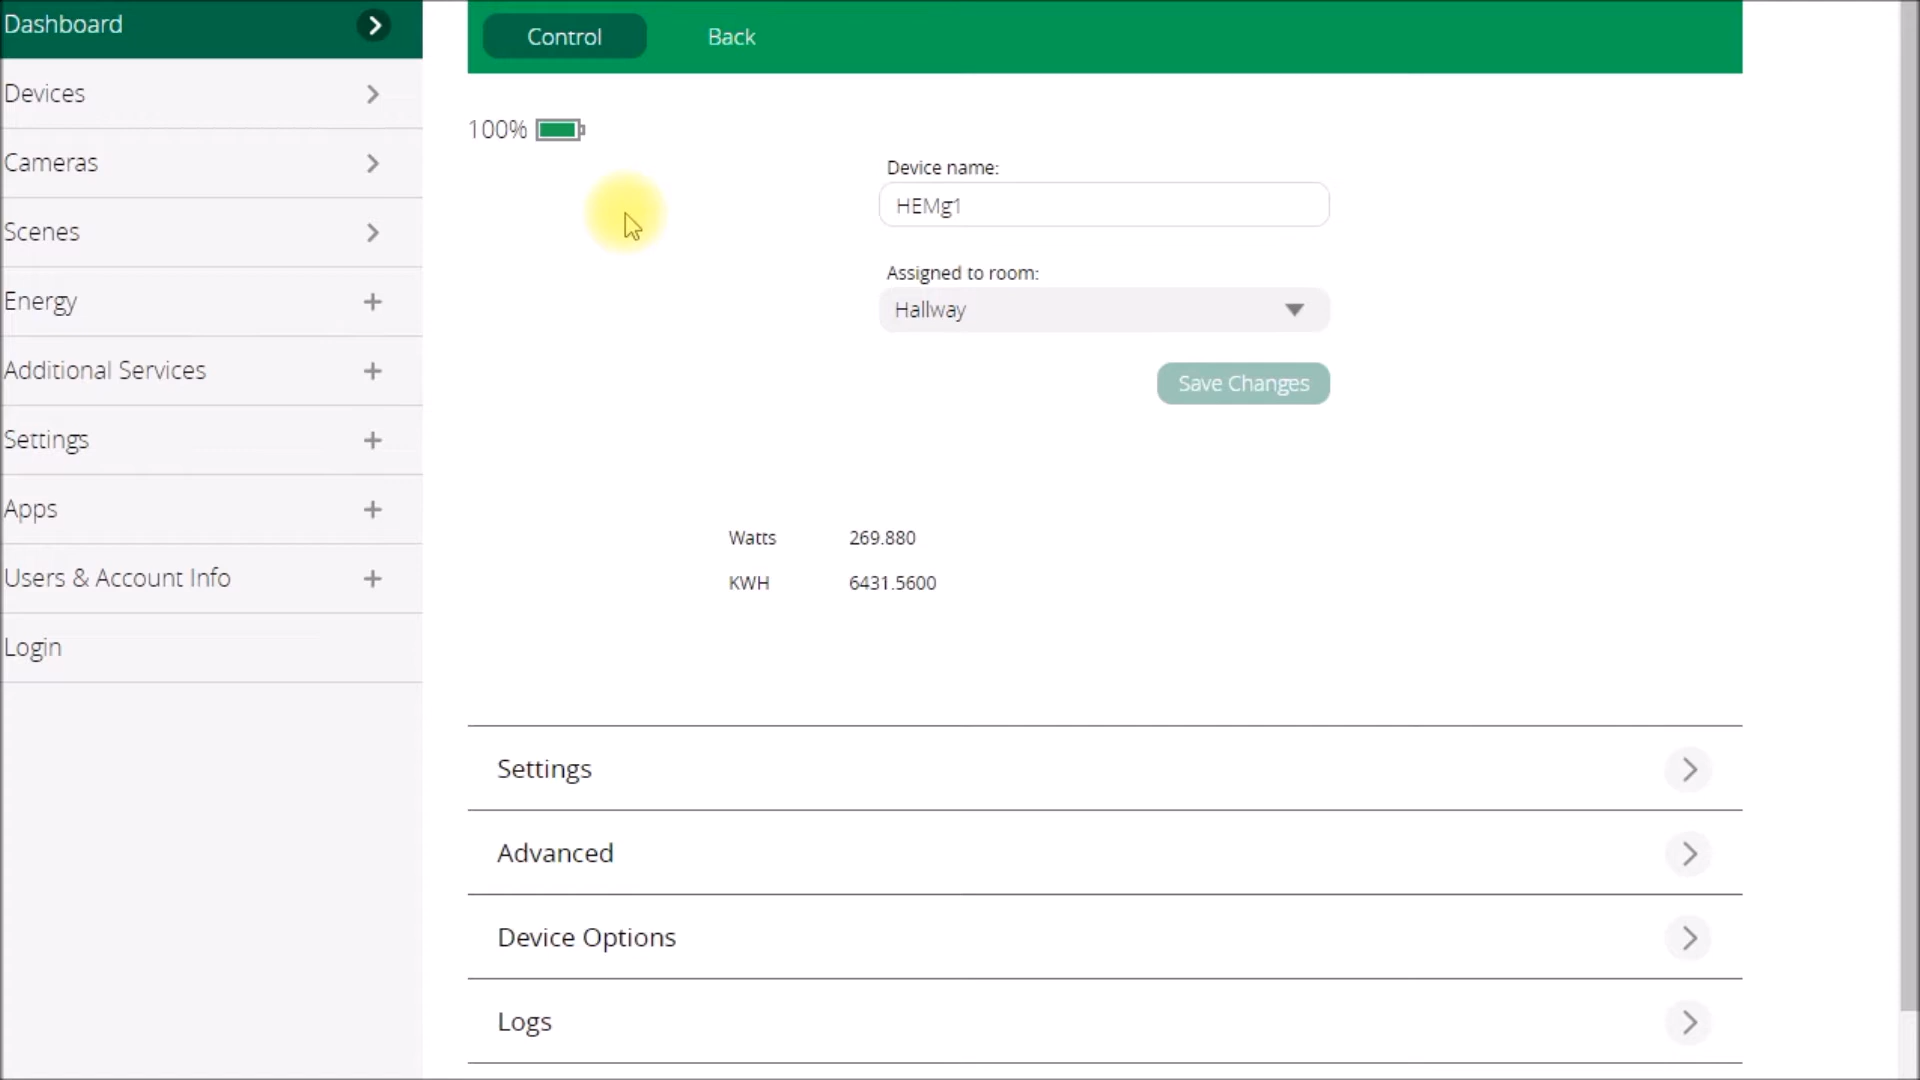 Dashboard
Devices
Cameras
Scenes
Energy
Additional Services
Settings
Apps
Users & Account Info
Login
Control Back
100%
Device name:
HEMg1
Assigned to room:
Hallway
Save Changes
Watts 269.880
KWH 6431.5600
Settings
Advanced
Device Options
Logs